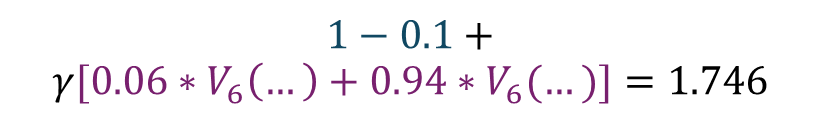 1 − 0.1 +
γ[0.06 ∗ V₆(…) + 0.94 ∗ V₆(…)] = 1.746